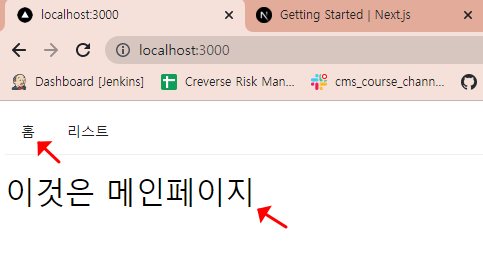 localhost:3000 Getting Started | Next.js
localhost:3000
Dashboard [Jenkins] Creverse Risk Man... cms_course_chann...
홈 리스트
이것은 메인페이지